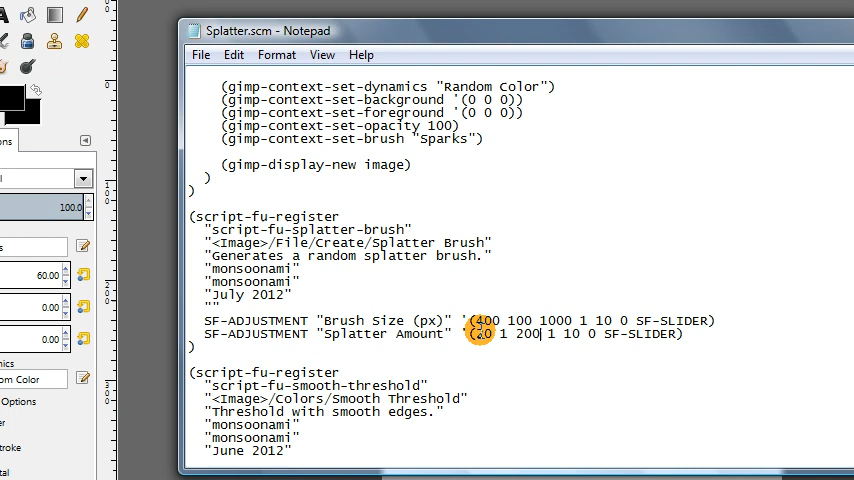 Splatter.scm - Notepad
File Edit Format View Help
(gimp-context-set-dynamics "Random Color")
(gimp-context-set-background '(0 0 0))
(gimp-context-set-foreground '(0 0 0))
(gimp-context-set-opacity 100)
(gimp-context-set-brush "Sparks")
(gimp-display-new image)
)
)
(script-fu-register
"script-fu-splatter-brush"
"<Image>/File/Create/Splatter Brush"
"Generates a random splatter brush."
"monsoonami"
"monsoonami"
"July 2012"
""
SF-ADJUSTMENT "Brush Size (px)" '(400 100 1000 1 10 0 SF-SLIDER)
SF-ADJUSTMENT "Splatter Amount" '(20 1 200 1 10 0 SF-SLIDER)
)
(script-fu-register
"script-fu-smooth-threshold"
"<Image>/Colors/Smooth Threshold"
"Threshold with smooth edges."
"monsoonami"
"monsoonami"
"June 2012"
100.0
60.00
0.00
0.00
Color
Options
0
100
200
300